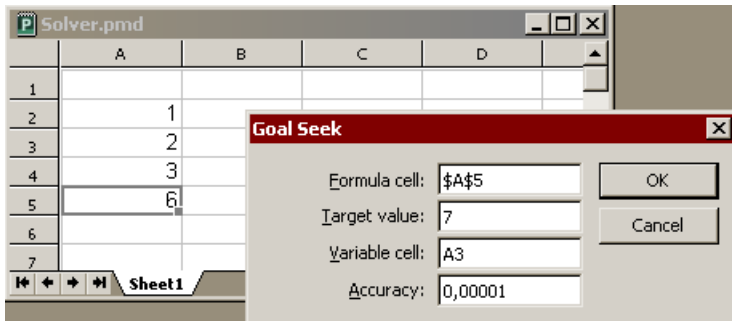 Solver.pmd
A B C D
1
2 1
3 2
4 3
5 6
6
7
Sheet1
Goal Seek
Formula cell: $A$5
Target value: 7
Variable cell: A3
Accuracy: 0,00001
OK
Cancel